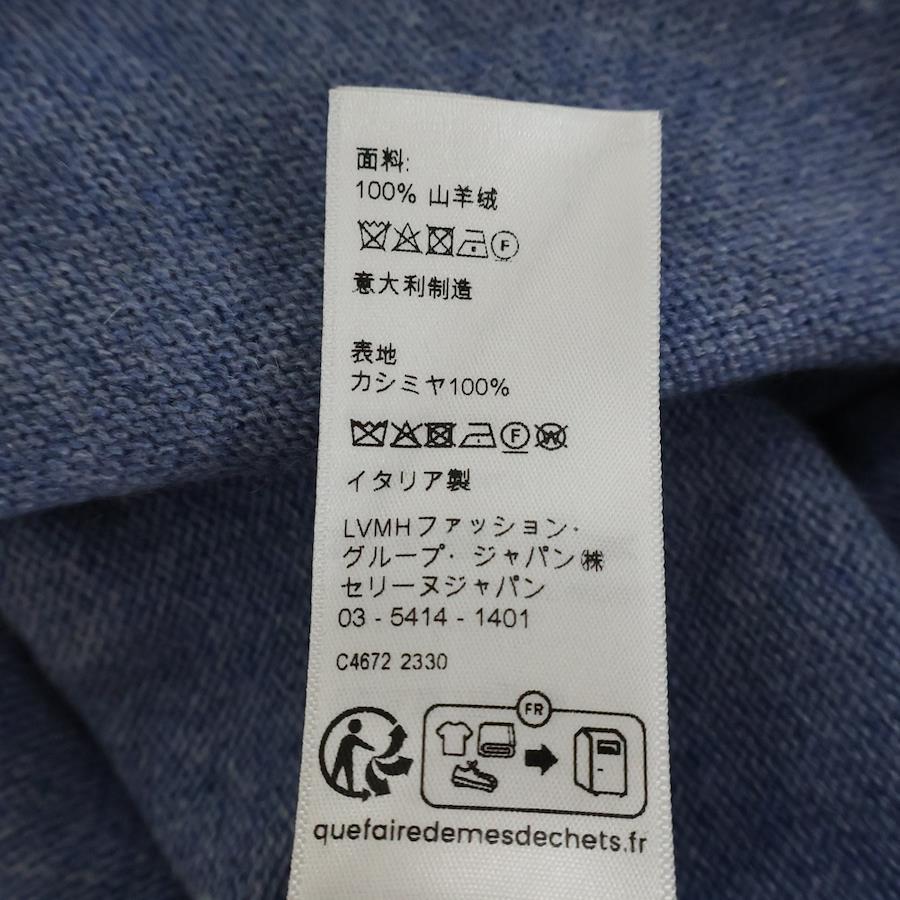 面料:
100% 山羊绒
F
意大利制造
表地
カシミヤ100%
F W
イタリア製
LVMHファッション・
グループ・ジャパン㈱
セリーヌジャパン
03 - 5414 - 1401
C4672 2330
FR
quefairedemesdechets.fr